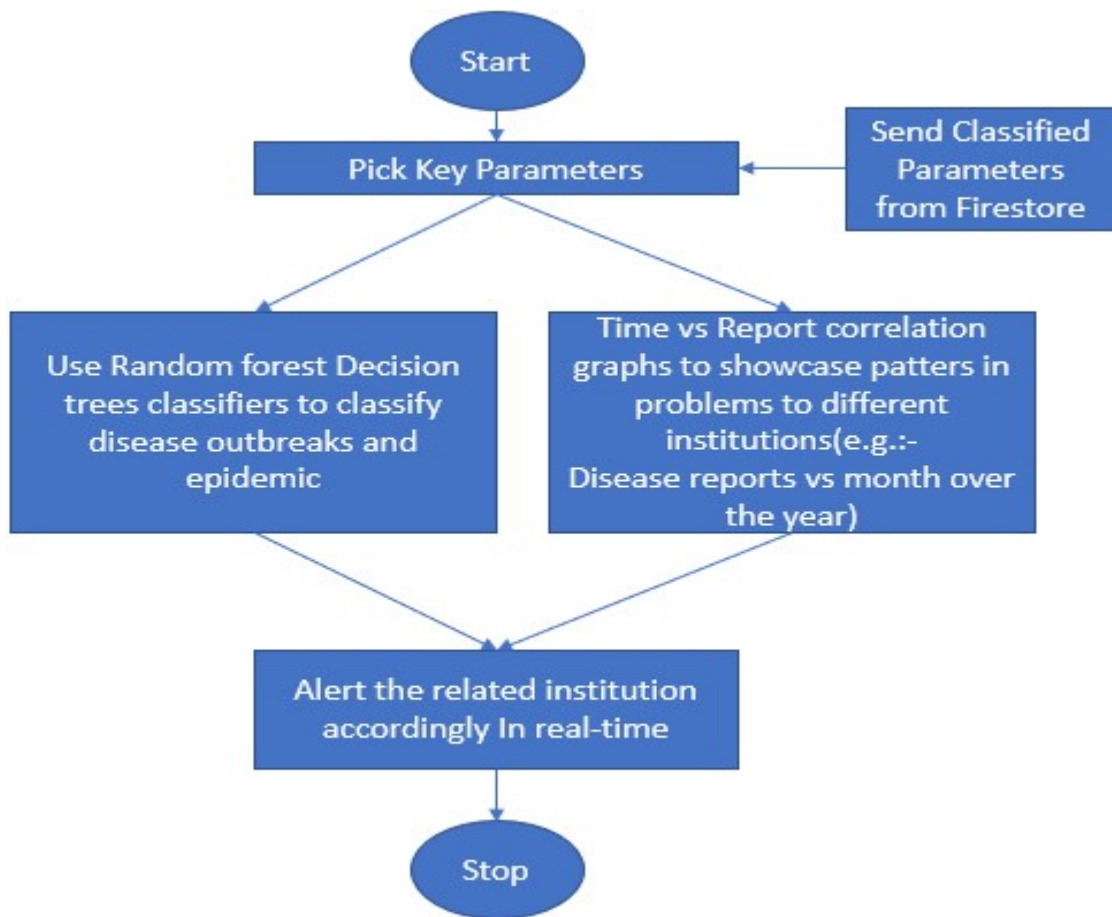 Start
Pick Key Parameters
Send Classified
Parameters
from Firestore
Use Random forest Decision
trees classifiers to classify
disease outbreaks and
epidemic
Time vs Report correlation
graphs to showcase patters in
problems to different
institutions(e.g.:-
Disease reports vs month over
the year)
Alert the related institution
accordingly In real-time
Stop